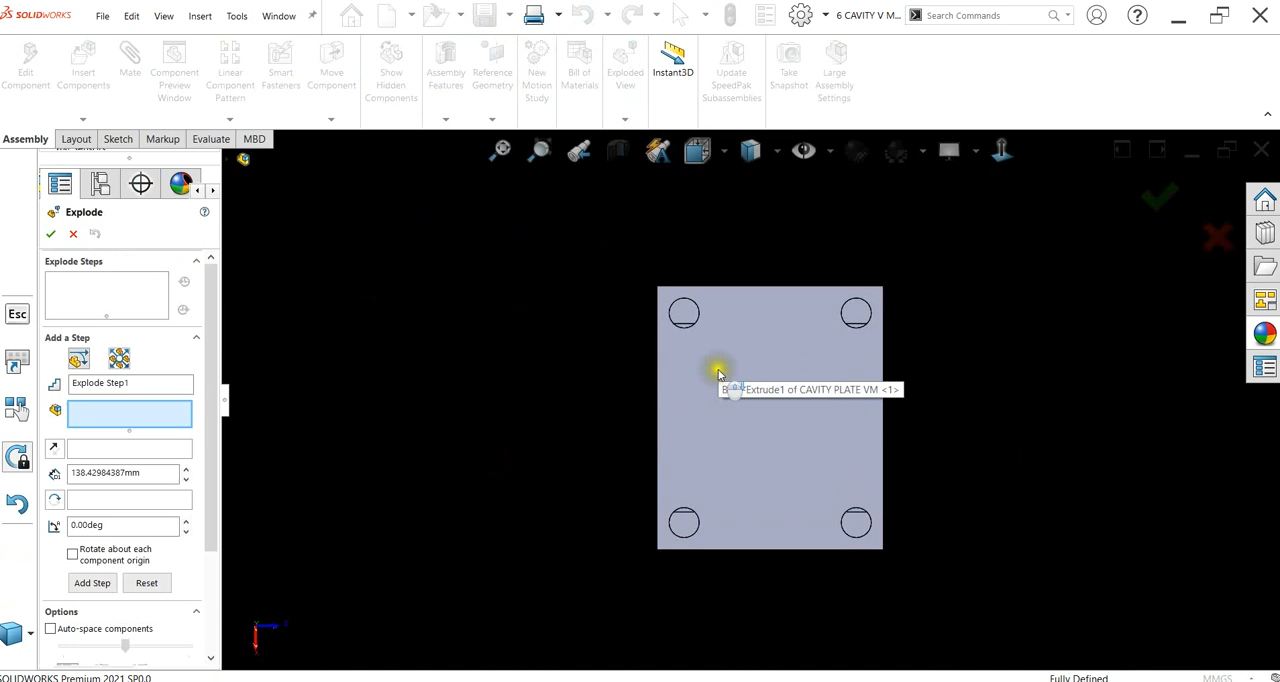 SOLIDWORKS File Edit View Insert Tools Window 6 CAVITY V M... Search Commands
Edit Component
Insert Components
Mate
Component Preview Window
Linear Component Pattern
Smart Fasteners
Move Component
Show Hidden Components
Assembly Features
Reference Geometry
New Motion Study
Bill of Materials
Exploded View
Instant3D
Update SpeedPak Subassemblies
Take Snapshot
Large Assembly Settings
Assembly Layout Sketch Markup Evaluate MBD
Explode
Explode Steps
Esc
Add a Step
Explode Step1
Extrude1 of CAVITY PLATE VM <1>
138.42984387mm
0.00deg
Rotate about each
component origin
Add Step Reset
Options
Auto-space components
SOLIDWORKS Premium 2021 SP0.0 Fully Defined MMGS